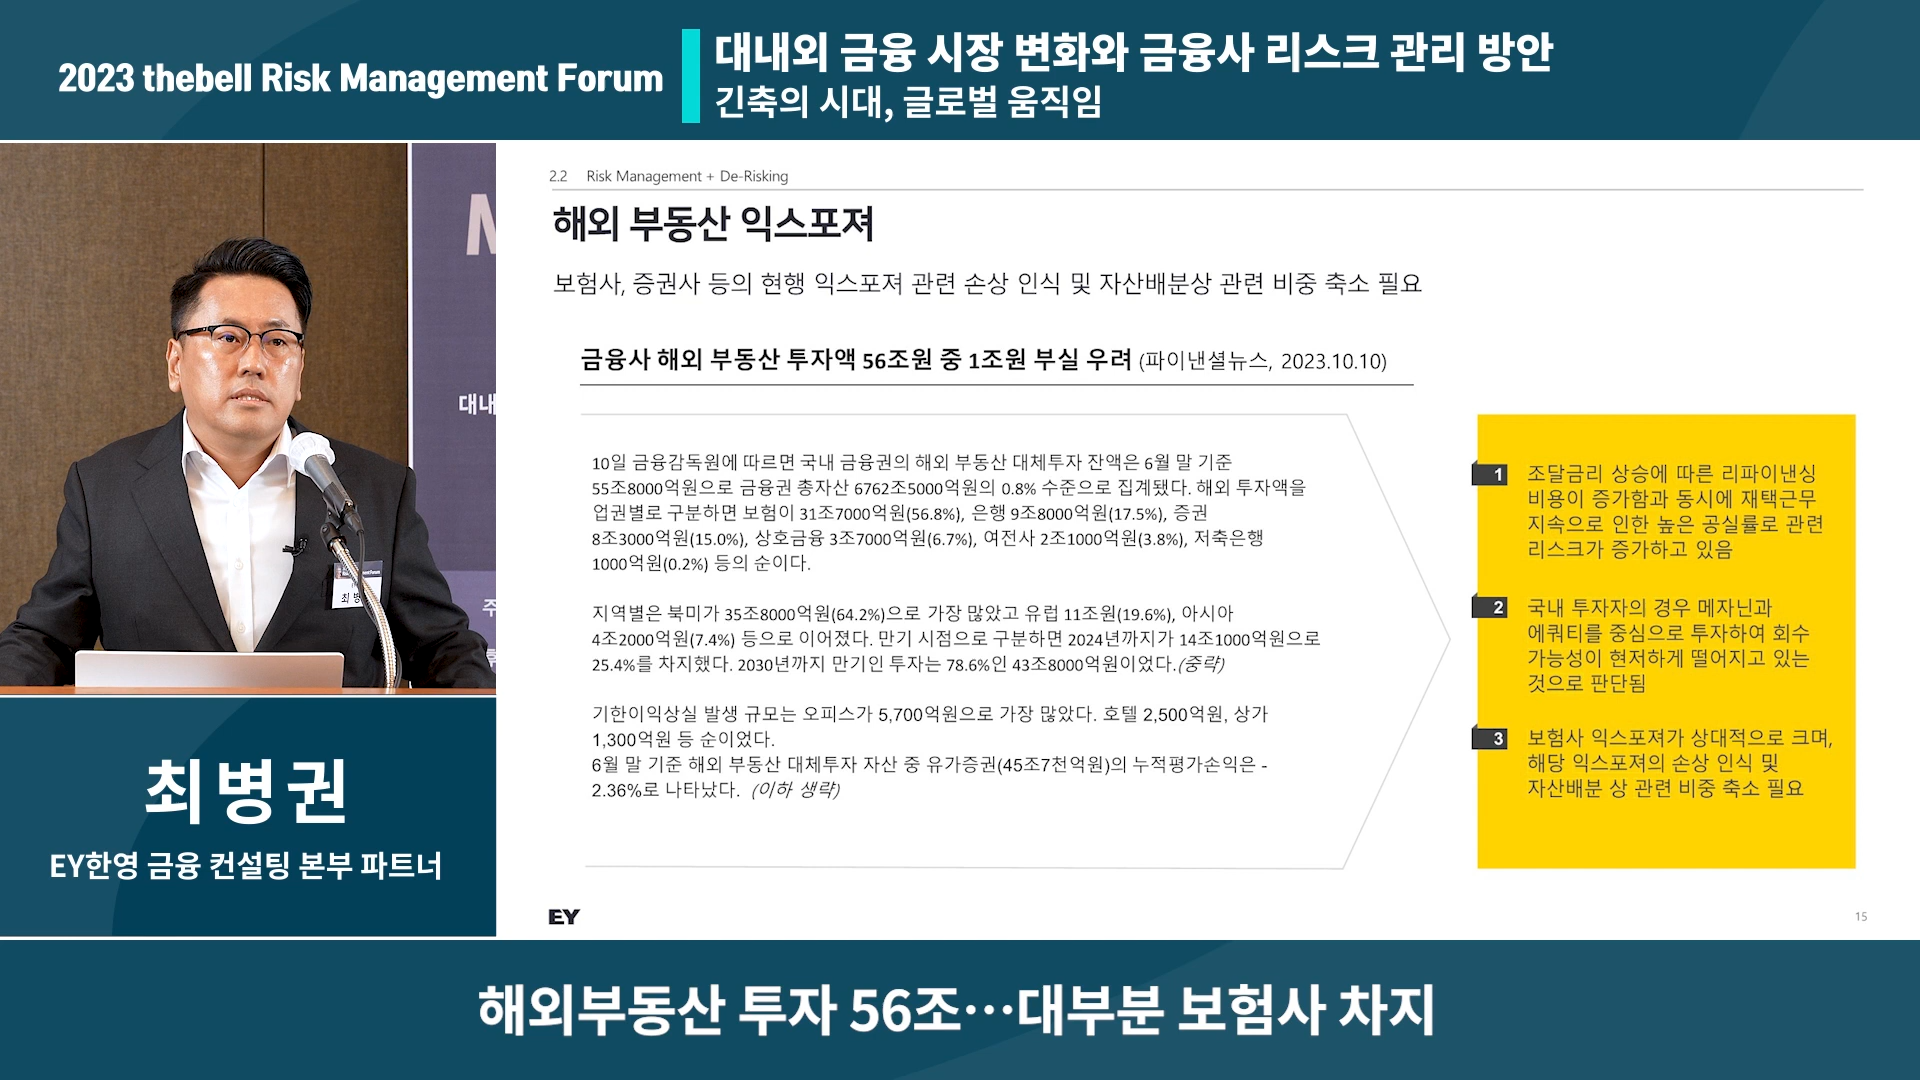 2023 thebell Risk Management Forum
대내외 금융 시장 변화와 금융사 리스크 관리 방안
긴축의 시대, 글로벌 움직임
M
대내
주
최병
2.2 Risk Management + De-Risking
해외 부동산 익스포져
보험사, 증권사 등의 현행 익스포져 관련 손상 인식 및 자산배분상 관련 비중 축소 필요
금융사 해외 부동산 투자액 56조원 중 1조원 부실 우려 (파이낸셜뉴스, 2023.10.10)
10일 금융감독원에 따르면 국내 금융권의 해외 부동산 대체투자 잔액은 6월 말 기준
55조8000억원으로 금융권 총자산 6762조5000억원의 0.8% 수준으로 집계됐다. 해외 투자액을
업권별로 구분하면 보험이 31조7000억원(56.8%), 은행 9조8000억원(17.5%), 증권
8조3000억원(15.0%), 상호금융 3조7000억원(6.7%), 여전사 2조1000억원(3.8%), 저축은행
1000억원(0.2%) 등의 순이다.
지역별은 북미가 35조8000억원(64.2%)으로 가장 많았고 유럽 11조원(19.6%), 아시아
4조2000억원(7.4%) 등으로 이어졌다. 만기 시점으로 구분하면 2024년까지가 14조1000억원으로
25.4%를 차지했다. 2030년까지 만기인 투자는 78.6%인 43조8000억원이었다.(중략)
기한이익상실 발생 규모는 오피스가 5,700억원으로 가장 많았다. 호텔 2,500억원, 상가
1,300억원 등 순이었다.
6월 말 기준 해외 부동산 대체투자 자산 중 유가증권(45조7천억원)의 누적평가손익은 -
2.36%로 나타났다. (이하 생략)
1 조달금리 상승에 따른 리파이낸싱
비용이 증가함과 동시에 재택근무
지속으로 인한 높은 공실률로 관련
리스크가 증가하고 있음
2 국내 투자자의 경우 메자닌과
에쿼티를 중심으로 투자하여 회수
가능성이 현저하게 떨어지고 있는
것으로 판단됨
3 보험사 익스포져가 상대적으로 크며,
해당 익스포져의 손상 인식 및
자산배분 상 관련 비중 축소 필요
EY
15
최병권
EY한영 금융 컨설팅 본부 파트너
해외부동산 투자 56조…대부분 보험사 차지